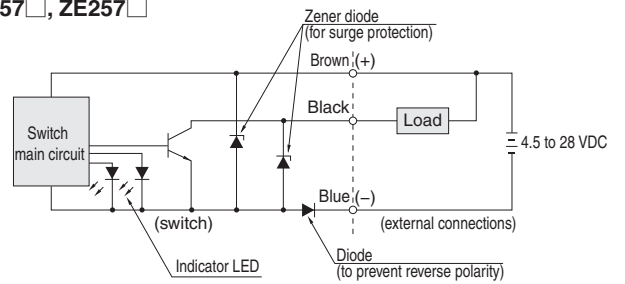 57□, ZE257□
Zener diode
(for surge protection)
Brown (+)
Black
Load
Switch
main circuit
4.5 to 28 VDC
Blue (−)
(switch)
(external connections)
Indicator LED
Diode
(to prevent reverse polarity)